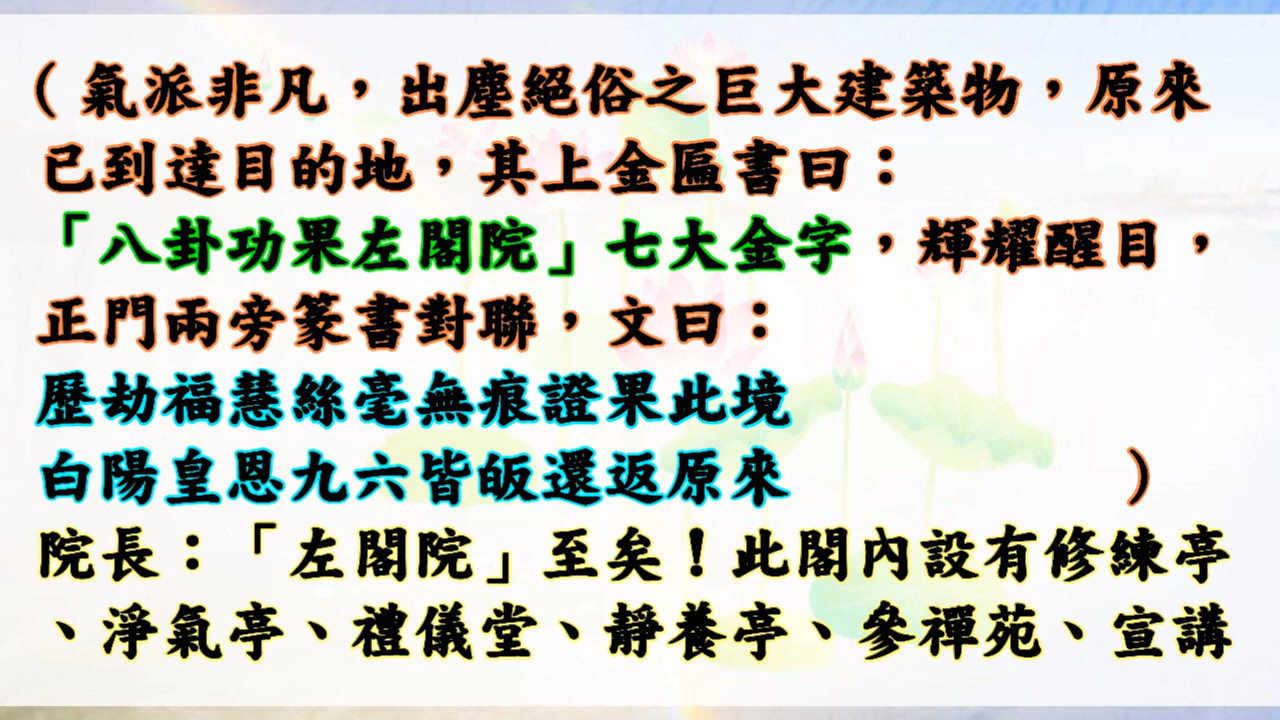 (氣派非凡，出塵絕俗之巨大建築物，原來
已到達目的地，其上金匾書曰：
「八卦功果左閣院」七大金字，輝耀醒目，
正門兩旁篆書對聯，文曰：
歷劫福慧絲毫無痕證果此境
白陽皇恩九六皆皈還返原來)
院長：「左閣院」至矣！此閣內設有修練亭
、淨氣亭、禮儀堂、靜養亭、參禪苑、宣講